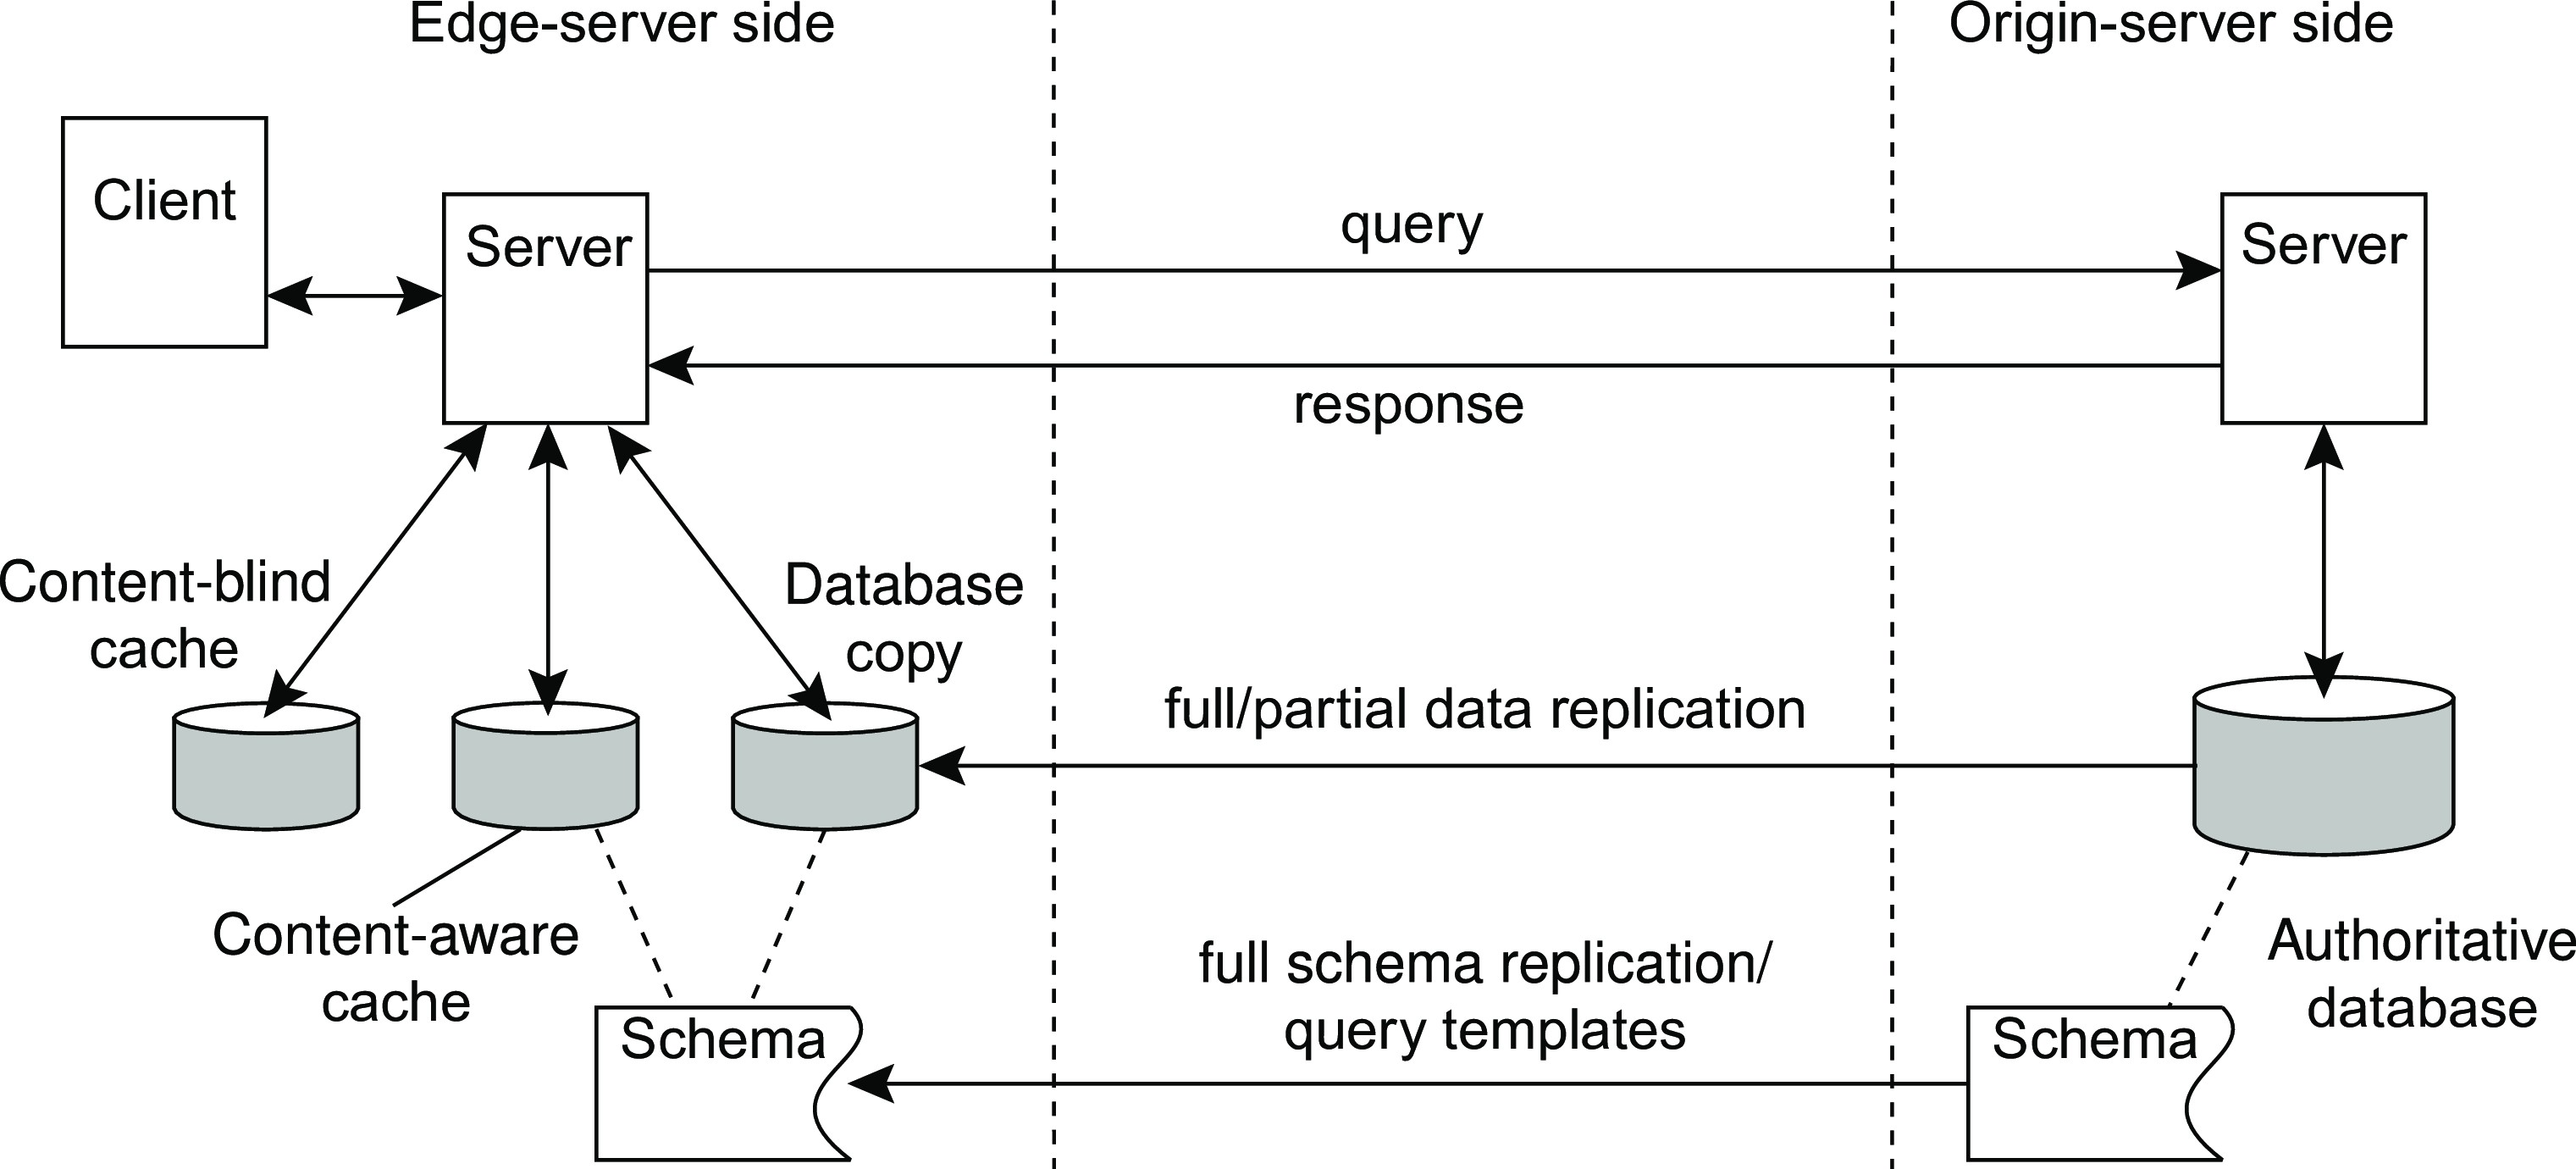 Edge-server side
Origin-server side
Client
Server
query
Server
response
Content-blind
cache
Database
copy
full/partial data replication
Content-aware
cache
full schema replication/
query templates
Authoritative
database
Schema
Schema